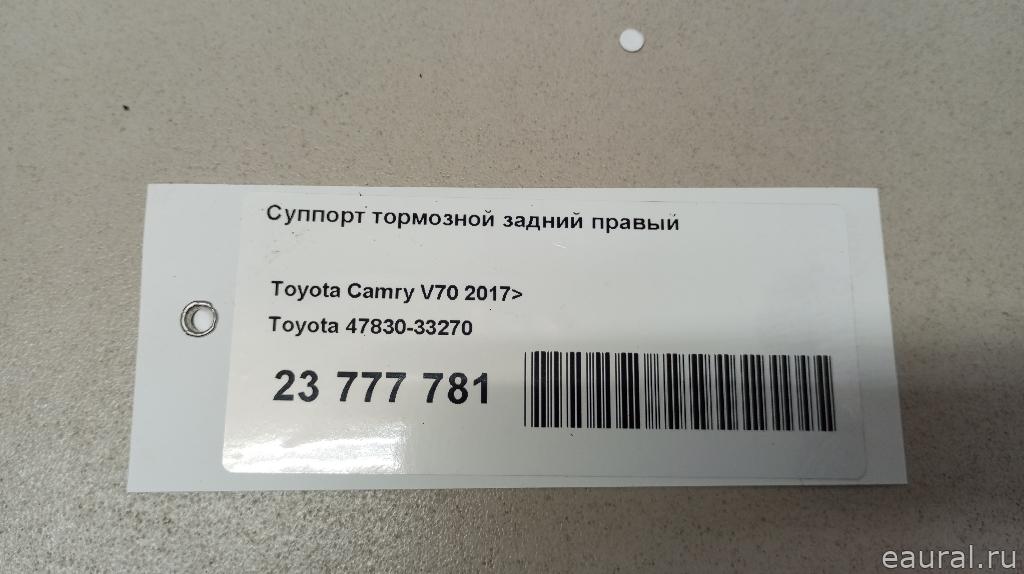 Суппорт тормозной задний правый
Toyota Camry V70 2017>
Toyota 47830-33270
23 777 781
eaural.ru